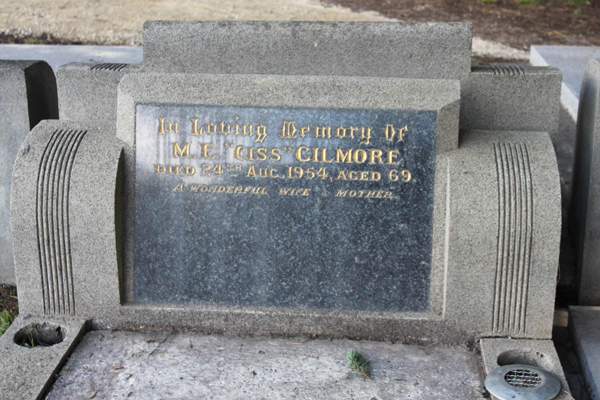 In Loving Memory Of
M. E. "CISS" GILMORE
DIED 24TH AUG. 1954, AGED 69.
A WONDERFUL WIFE & MOTHER.